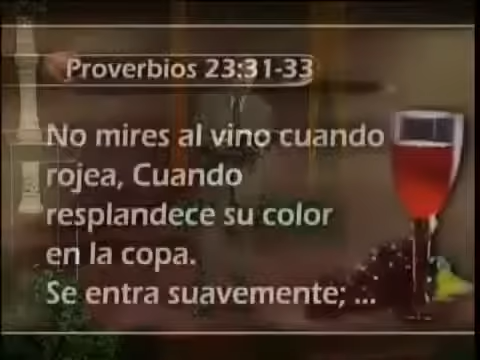 Proverbios 23:31-33
No mires al vino cuando
rojea, Cuando
resplandece su color
en la copa.
Se entra suavemente; ...